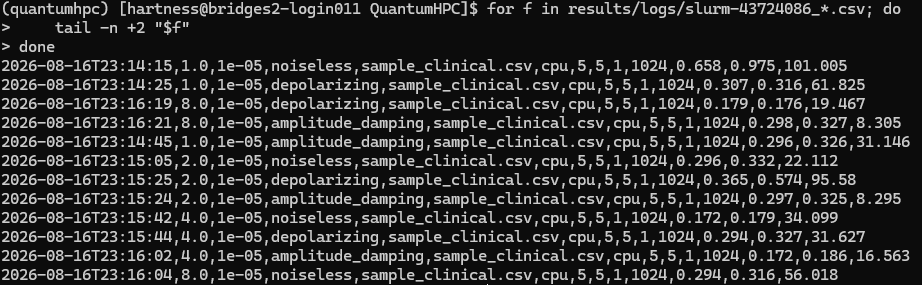 (quantumhpc) [hartness@bridges2-login011 QuantumHPC]$ for f in results/logs/slurm-43724086_*.csv; do
>     tail -n +2 "$f"
> done
2026-08-16T23:14:15,1.0,1e-05,noiseless,sample_clinical.csv,cpu,5,5,1,1024,0.658,0.975,101.005
2026-08-16T23:14:25,1.0,1e-05,depolarizing,sample_clinical.csv,cpu,5,5,1,1024,0.307,0.316,61.825
2026-08-16T23:16:19,8.0,1e-05,depolarizing,sample_clinical.csv,cpu,5,5,1,1024,0.179,0.176,19.467
2026-08-16T23:16:21,8.0,1e-05,amplitude_damping,sample_clinical.csv,cpu,5,5,1,1024,0.298,0.327,8.305
2026-08-16T23:14:45,1.0,1e-05,amplitude_damping,sample_clinical.csv,cpu,5,5,1,1024,0.296,0.326,31.146
2026-08-16T23:15:05,2.0,1e-05,noiseless,sample_clinical.csv,cpu,5,5,1,1024,0.296,0.332,22.112
2026-08-16T23:15:25,2.0,1e-05,depolarizing,sample_clinical.csv,cpu,5,5,1,1024,0.365,0.574,95.58
2026-08-16T23:15:24,2.0,1e-05,amplitude_damping,sample_clinical.csv,cpu,5,5,1,1024,0.297,0.325,8.295
2026-08-16T23:15:42,4.0,1e-05,noiseless,sample_clinical.csv,cpu,5,5,1,1024,0.172,0.179,34.099
2026-08-16T23:15:44,4.0,1e-05,depolarizing,sample_clinical.csv,cpu,5,5,1,1024,0.294,0.327,31.627
2026-08-16T23:16:02,4.0,1e-05,amplitude_damping,sample_clinical.csv,cpu,5,5,1,1024,0.172,0.186,16.563
2026-08-16T23:16:04,8.0,1e-05,noiseless,sample_clinical.csv,cpu,5,5,1,1024,0.294,0.316,56.018